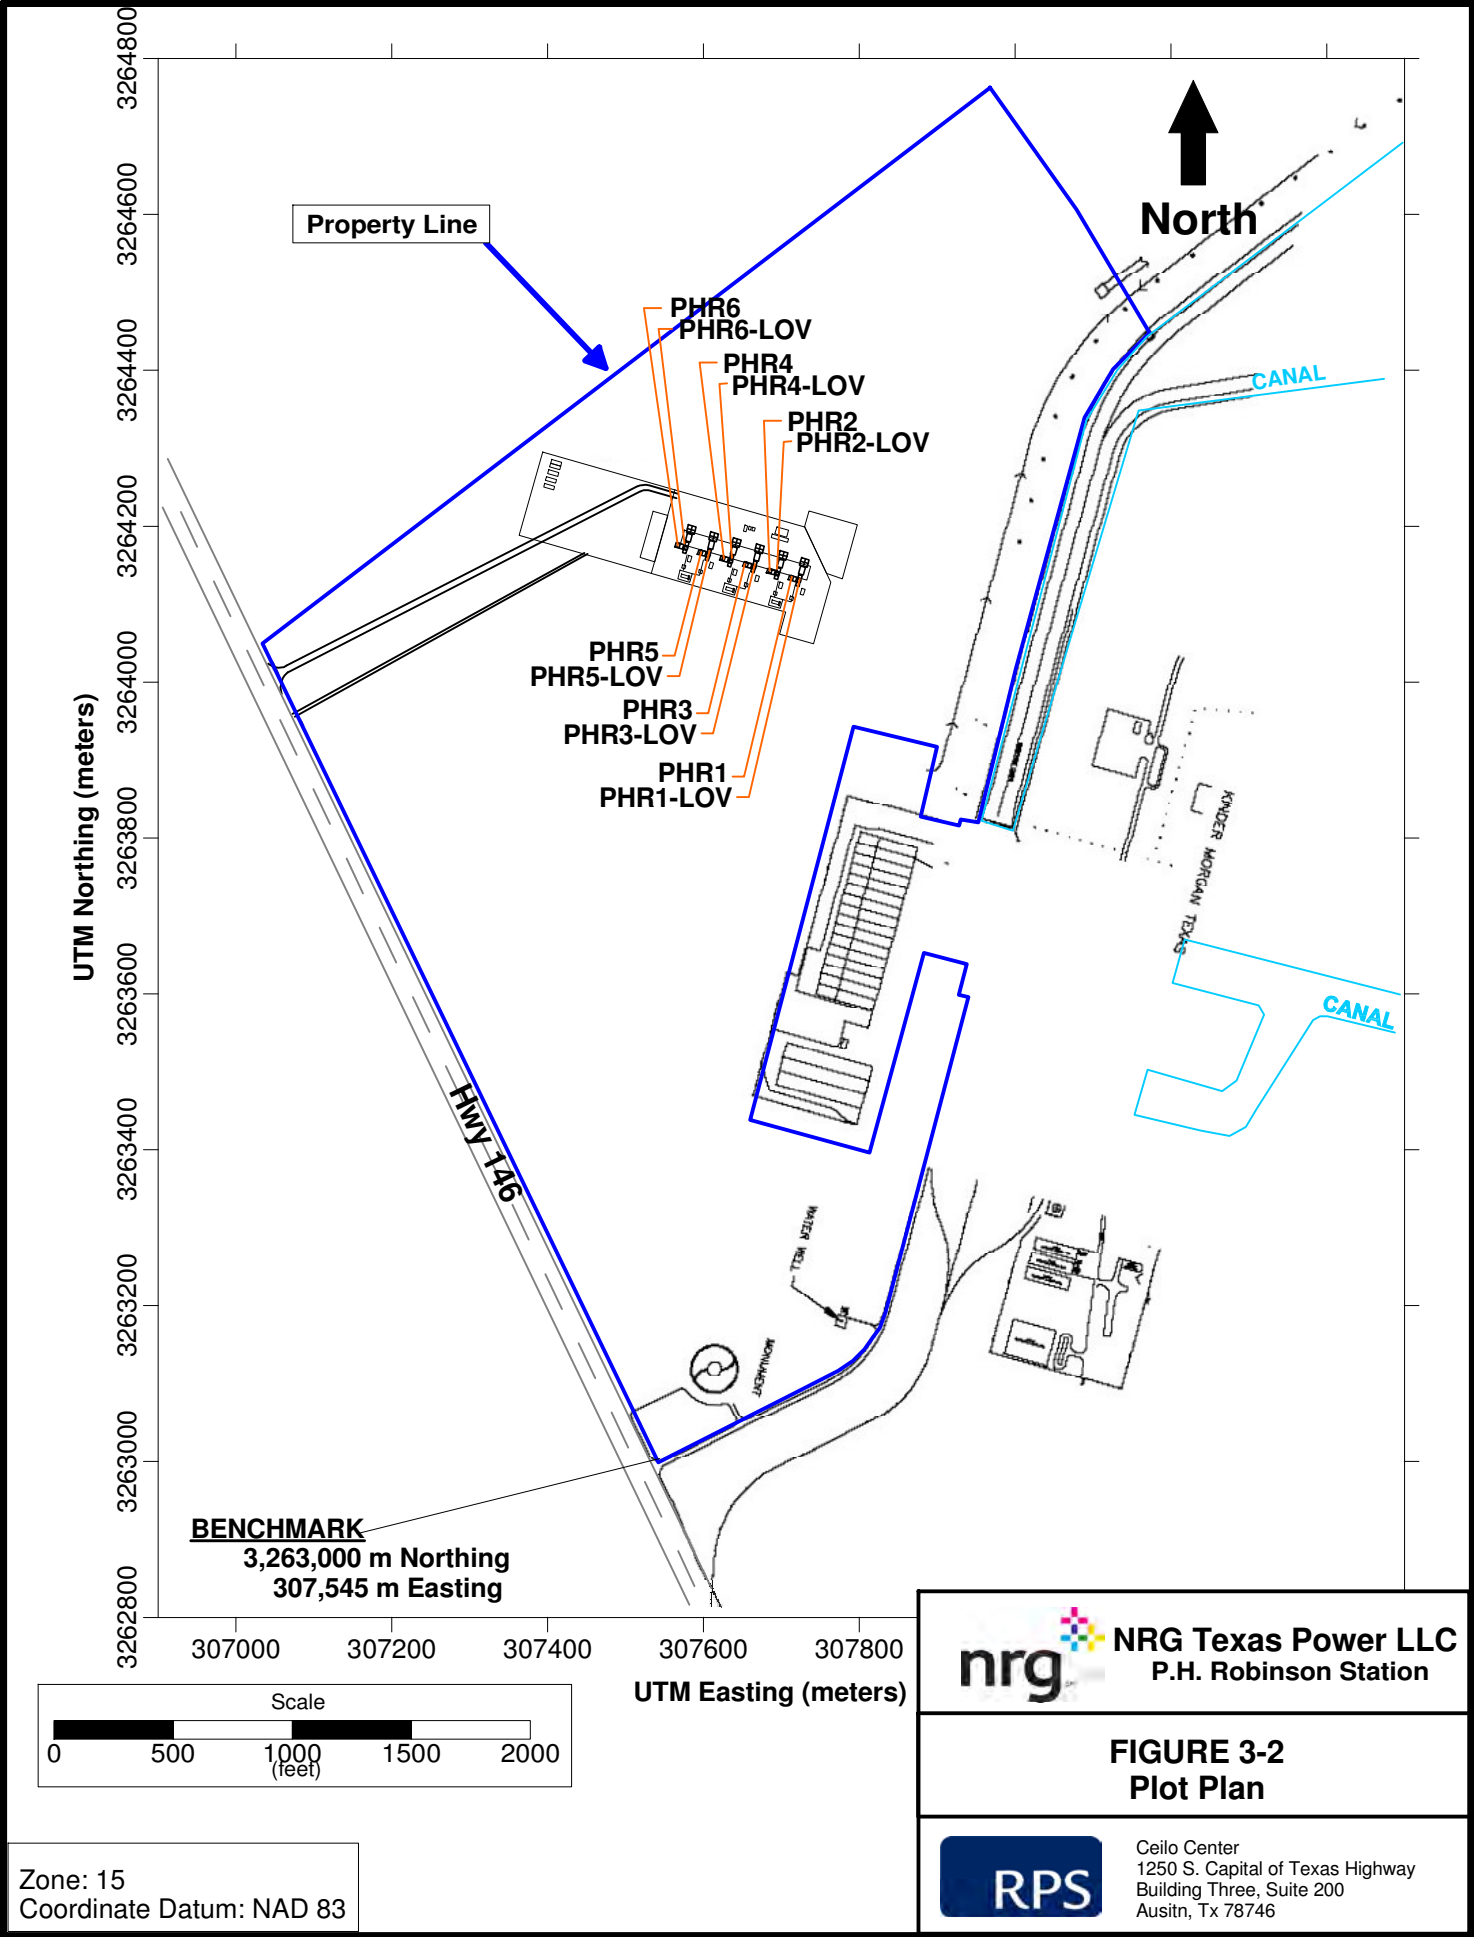 3264800
3264600
3264400
3264200
3264000
3263800
3263600
3263400
3263200
3263000
3262800
UTM Northing (meters)
North
Property Line
PHR6
PHR6-LOV
PHR4
PHR4-LOV
PHR2
PHR2-LOV
CANAL
PHR5
PHR5-LOV
PHR3
PHR3-LOV
PHR1
PHR1-LOV
KINDER MORGAN TEXAS
CANAL
Hwy 146
WATER WELL
MONUMENT
BENCHMARK
3,263,000 m Northing
307,545 m Easting
307000
307200
307400
307600
307800
UTM Easting (meters)
Scale
0
500
1000
1500
2000
(feet)
Zone: 15
Coordinate Datum: NAD 83
nrg
NRG Texas Power LLC
P.H. Robinson Station
FIGURE 3-2
Plot Plan
RPS
Ceilo Center
1250 S. Capital of Texas Highway
Building Three, Suite 200
Ausitn, Tx 78746